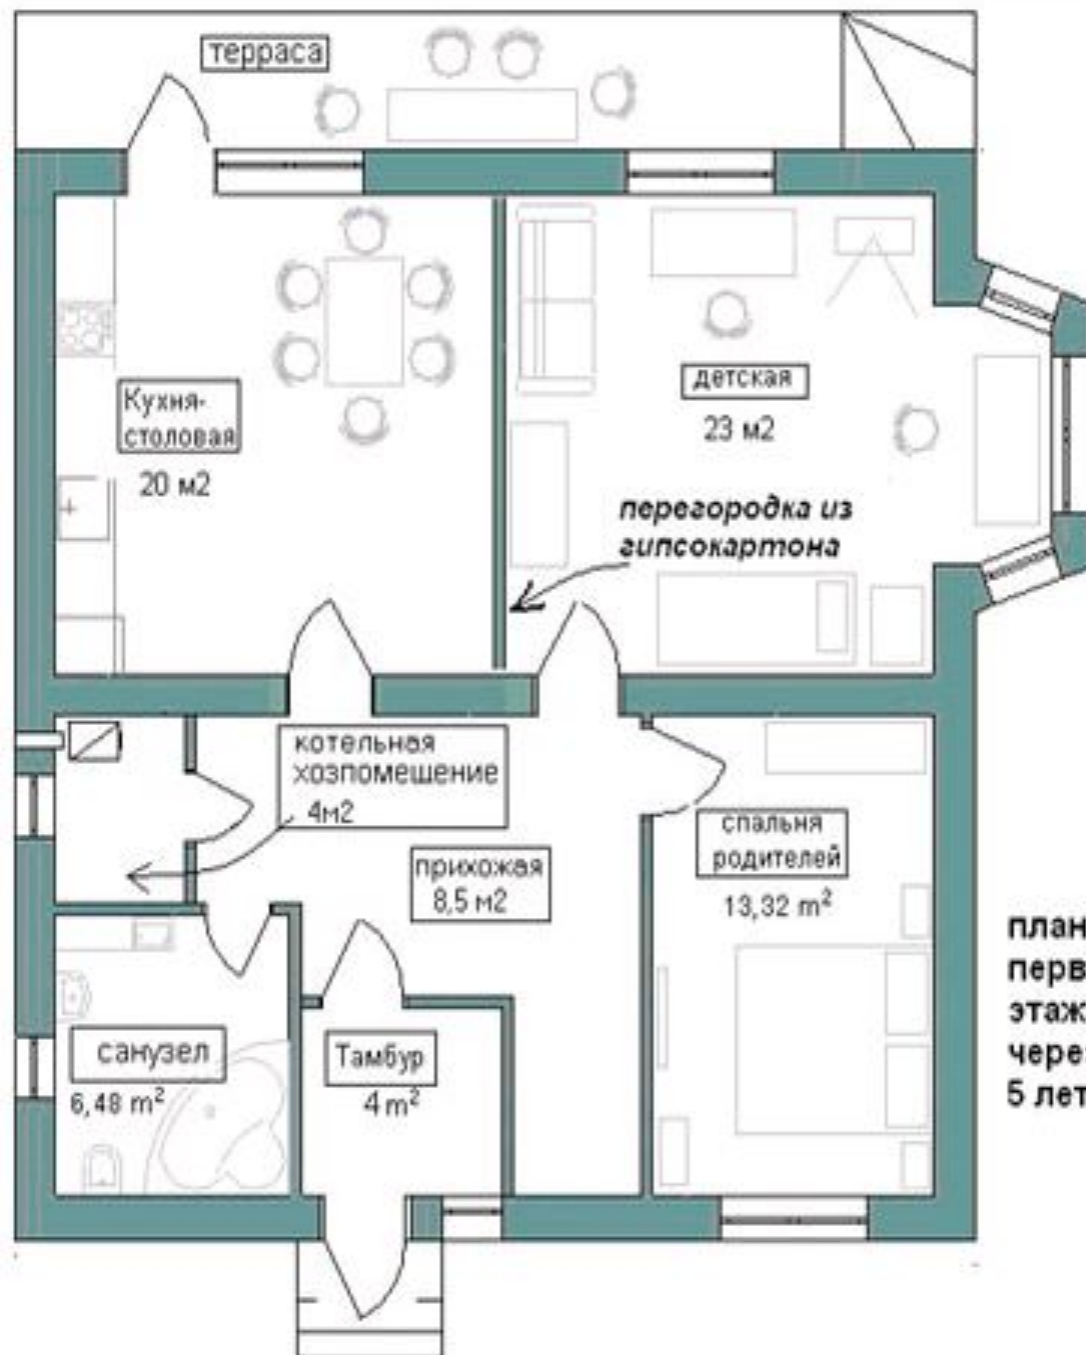 терраса
Кухня-
столовая
20 м2
детская
23 м2
перегородка из
гипсокартона
котельная
хозпомешение
4м2
прихожая
8,5 м2
спальня
родителей
13,32 m²
санузел
6,48 m²
Тамбур
4 m²
план
перв
этаж
чере
5 лет